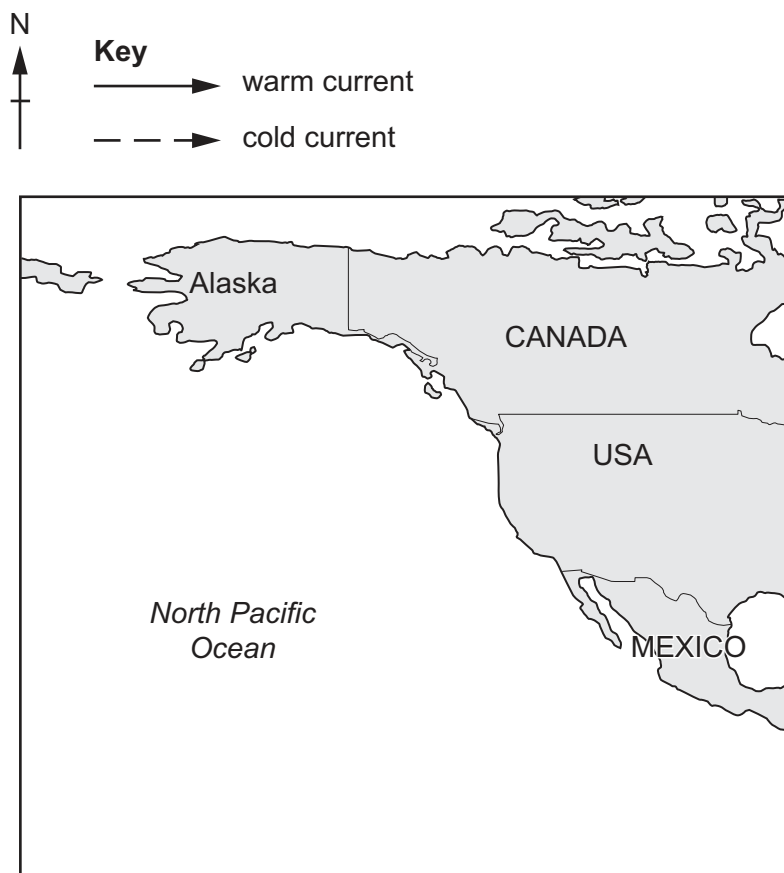 N
Key
warm current
cold current
Alaska
CANADA
USA
North Pacific
Ocean
MEXICO